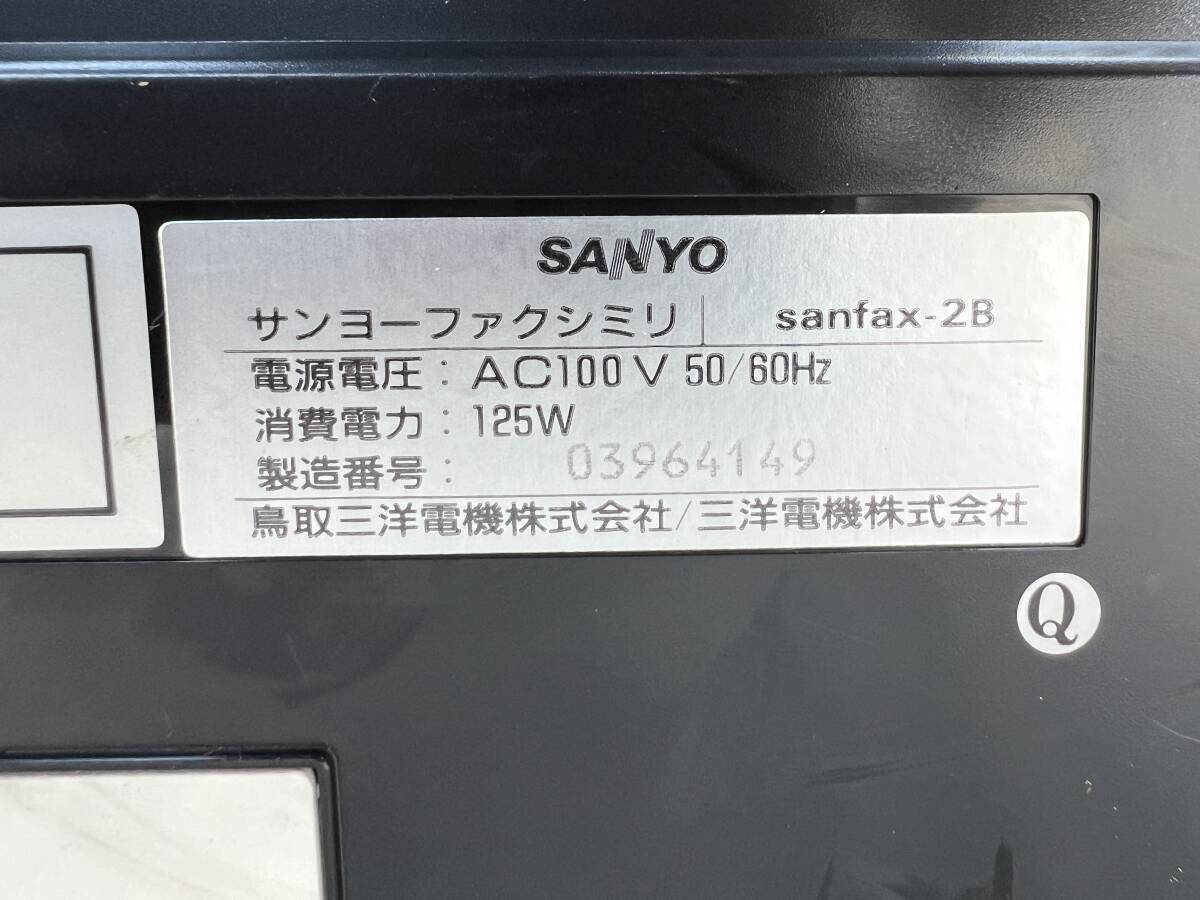 SANYO
サンヨーファクシミリ sanfax-2B
電源電圧: AC100V 50/60Hz
消費電力: 125W
製造番号: 03964149
鳥取三洋電機株式会社/三洋電機株式会社
Q